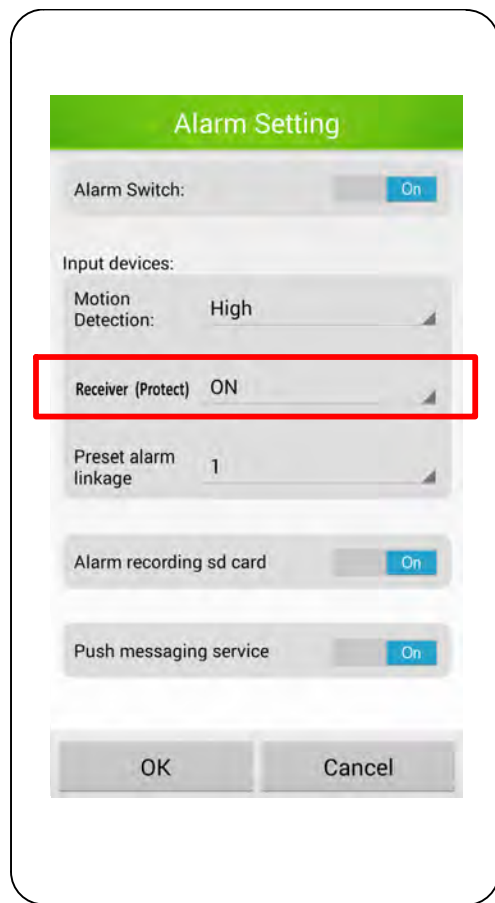 Alarm Setting
Alarm Switch: On
Input devices:
Motion
Detection: High
Receiver (Protect) ON
Preset alarm
linkage 1
Alarm recording sd card On
Push messaging service On
OK Cancel